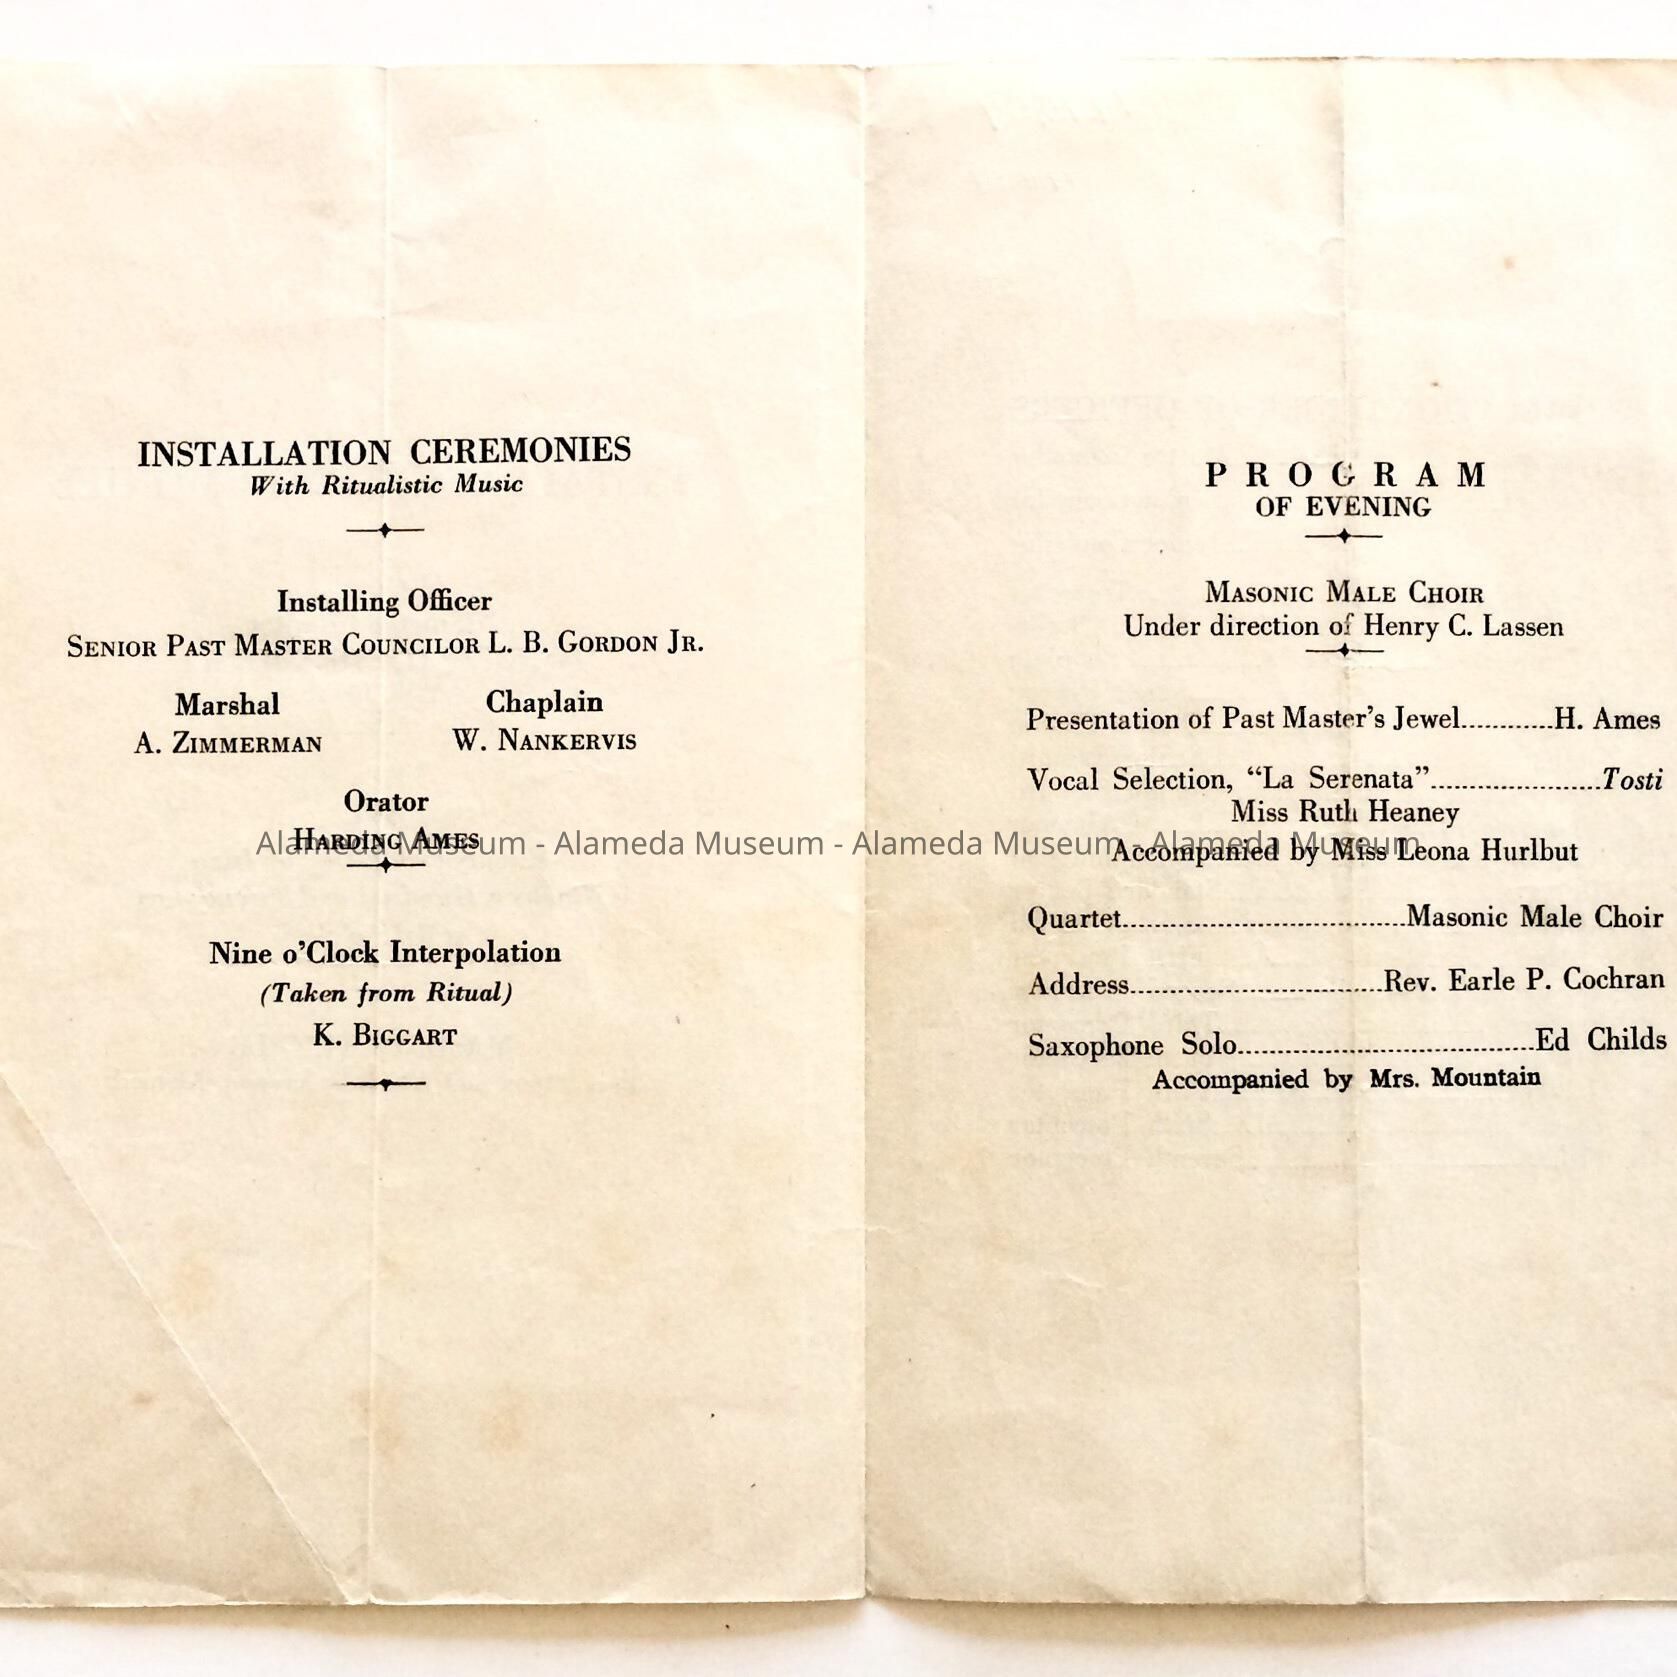 INSTALLATION CEREMONIES
With Ritualistic Music
Installing Officer
SENIOR PAST MASTER COUNCILOR L. B. GORDON JR.
Marshal Chaplain
A. ZIMMERMAN W. NANKERVIS
Orator
HARDING AMES
Nine o'Clock Interpolation
(Taken from Ritual)
K. BIGGART
PROGRAM
OF EVENING
MASONIC MALE CHOIR
Under direction of Henry C. Lassen
Presentation of Past Master's Jewel............H. Ames
Vocal Selection, "La Serenata"......................Tosti
Miss Ruth Heaney
Accompanied by Miss Leona Hurlbut
Quartet....................................Masonic Male Choir
Address................................Rev. Earle P. Cochran
Saxophone Solo......................................Ed Childs
Accompanied by Mrs. Mountain
Alameda Museum - Alameda Museum - Alameda Museum - Alameda Museum